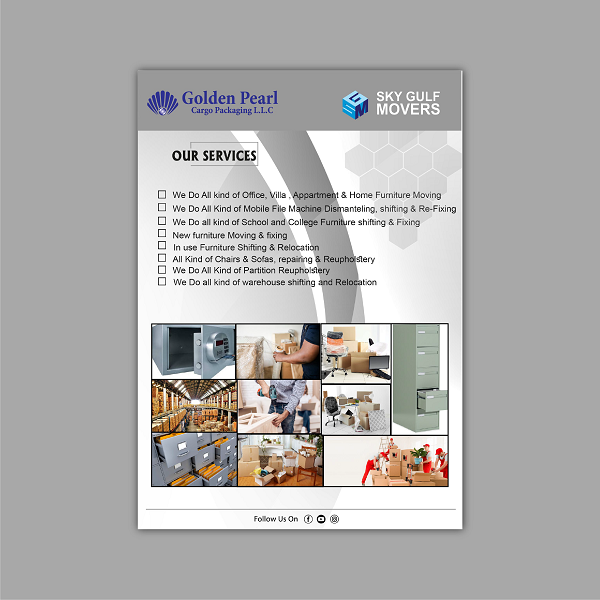 Golden Pearl
Cargo Packaging L.L.C
SKY GULF
MOVERS
OUR SERVICES
We Do All kind of Office, Villa , Appartment & Home Furniture Moving
We Do All Kind of Mobile File Machine Dismanteling, shifting & Re-Fixing
We Do all kind of School and College Furniture shifting & Fixing
New furniture Moving & fixing
In use Furniture Shifting & Relocation
All Kind of Chairs & Sofas, repairing & Reupholstery
We Do All Kind of Partition Reupholstery
We Do all kind of warehouse shifting and Relocation
Follow Us On